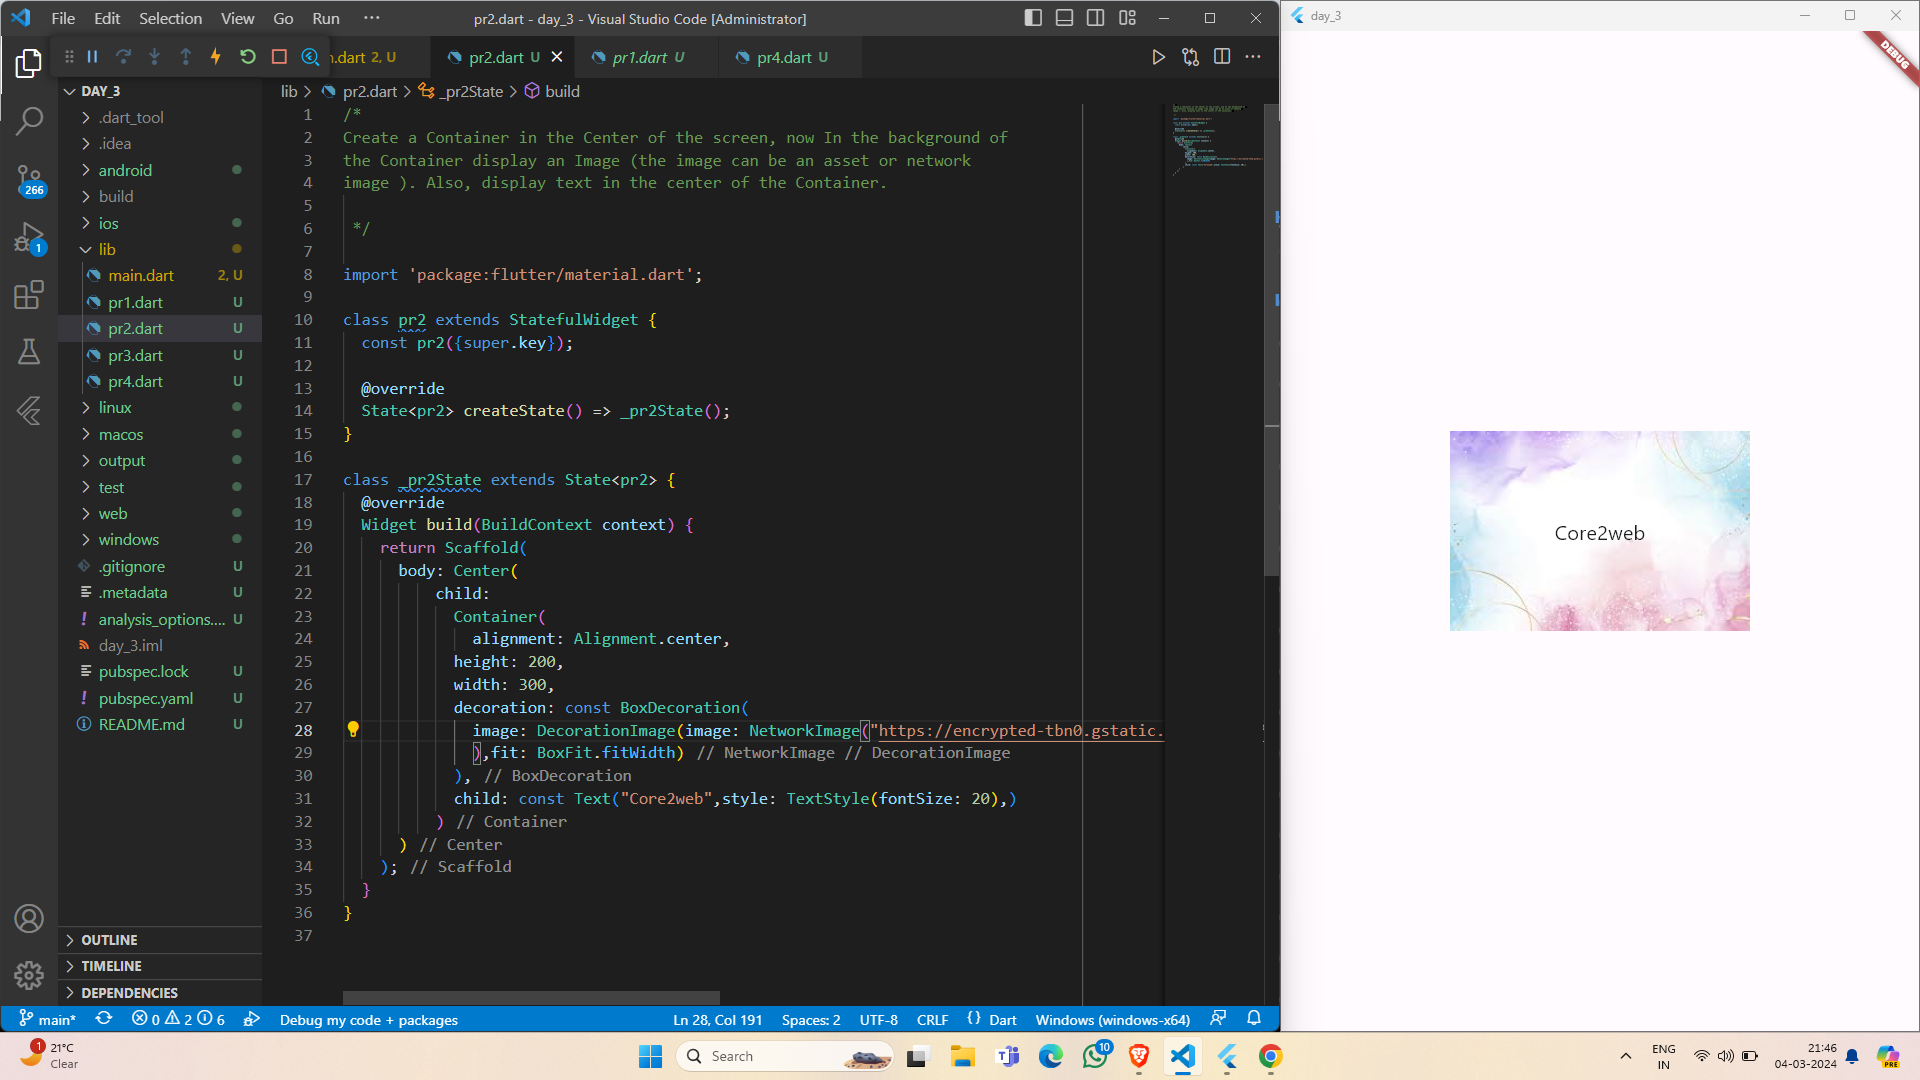 File Edit Selection View Go Run ···
pr2.dart - day_3 - Visual Studio Code [Administrator]
day_3
DEBUG
n.dart 2, U
pr2.dart U
pr1.dart U
pr4.dart U
DAY_3
lib > pr2.dart > _pr2State > build
.dart_tool
.idea
android
build
ios
lib
main.dart 2, U
pr1.dart U
pr2.dart U
pr3.dart U
pr4.dart U
linux
macos
output
test
web
windows
.gitignore U
.metadata U
analysis_options.... U
day_3.iml
pubspec.lock U
pubspec.yaml U
README.md U
OUTLINE
TIMELINE
DEPENDENCIES
266
1
1 /*
2 Create a Container in the Center of the screen, now In the background of
3 the Container display an Image (the image can be an asset or network
4 image ). Also, display text in the center of the Container.
5
6 */
7
8 import 'package:flutter/material.dart';
9
10 class pr2 extends StatefulWidget {
11 const pr2({super.key});
12
13 @override
14 State<pr2> createState() => _pr2State();
15 }
16
17 class _pr2State extends State<pr2> {
18 @override
19 Widget build(BuildContext context) {
20 return Scaffold(
21 body: Center(
22 child:
23 Container(
24 alignment: Alignment.center,
25 height: 200,
26 width: 300,
27 decoration: const BoxDecoration(
28 image: DecorationImage(image: NetworkImage("https://encrypted-tbn0.gstatic.
29 ),fit: BoxFit.fitWidth) // NetworkImage // DecorationImage
30 ), // BoxDecoration
31 child: const Text("Core2web",style: TextStyle(fontSize: 20),)
32 ) // Container
33 ) // Center
34 ); // Scaffold
35 }
36 }
37
Core2web
main* 0 2 6 Debug my code + packages
Ln 28, Col 191 Spaces: 2 UTF-8 CRLF {} Dart Windows (windows-x64)
1
21°C
Clear
Search
10
ENG
IN
21:46
04-03-2024
PRE